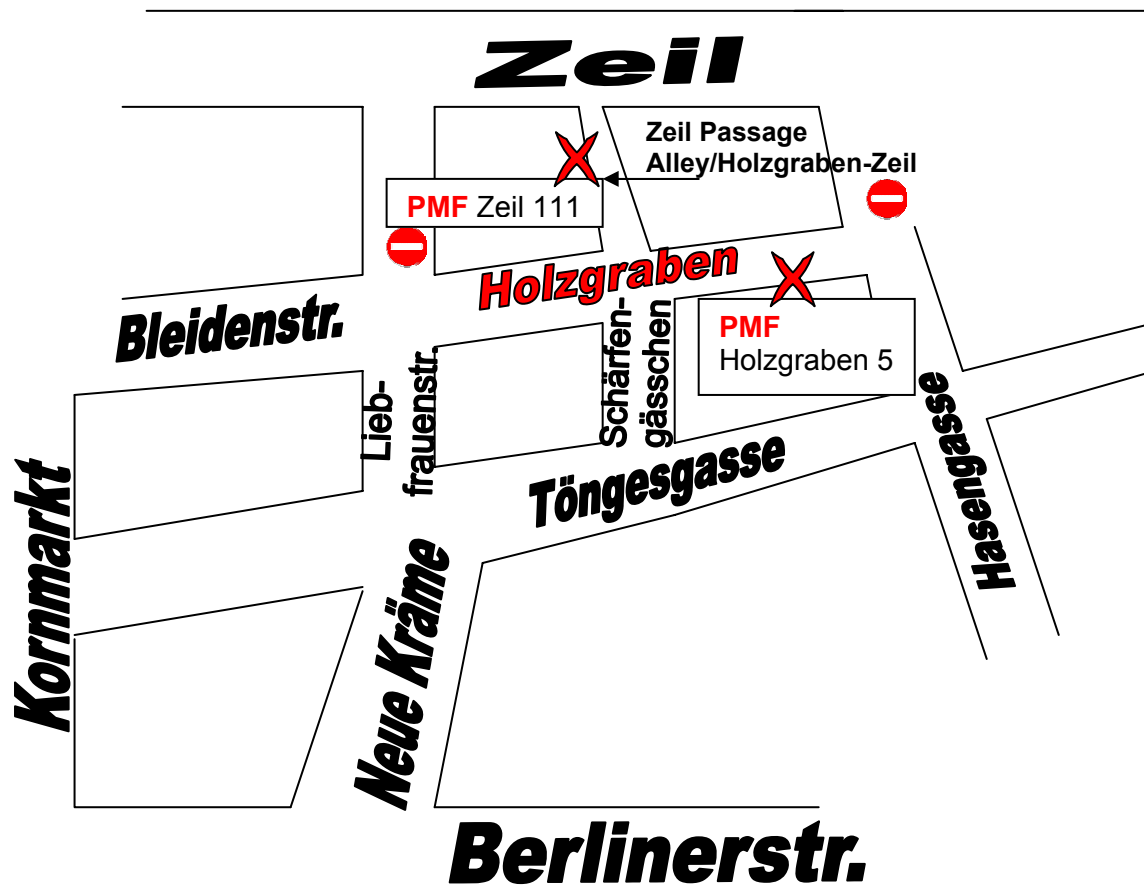 Zeil
Zeil Passage
Alley/Holzgraben-Zeil
PMF Zeil 111
Holzgraben
Bleidenstr.
PMF
Holzgraben 5
Lieb-
frauenstr.
Schärfen-
gässchen
Töngesgasse
Hasengasse
Kornmarkt
Neue Kräme
Berlinerstr.